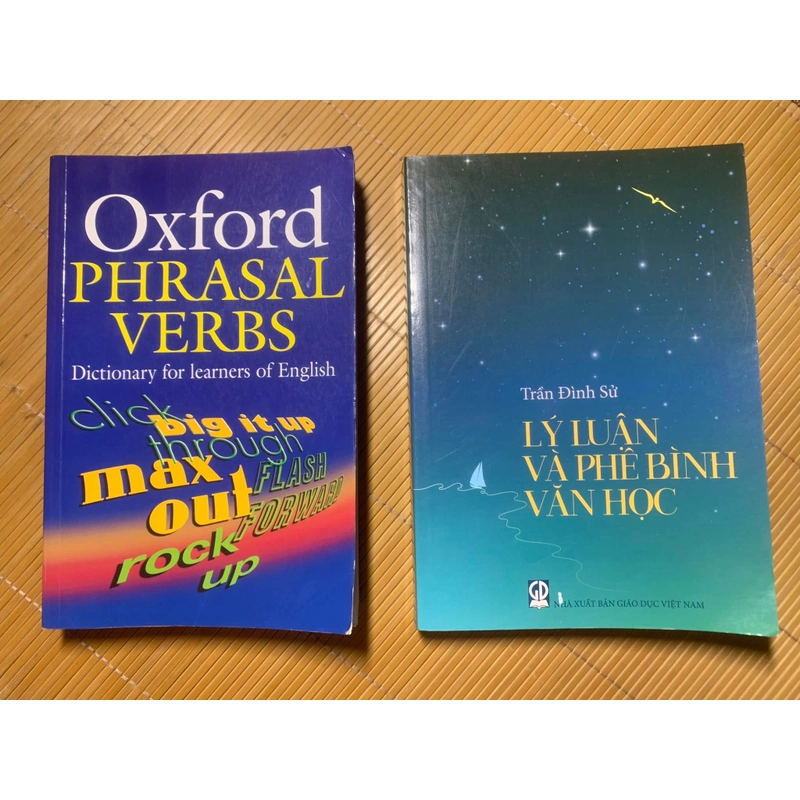 Oxford
PHRASAL
VERBS
Dictionary for learners of English
click
big it up
through
max
out
FLASH
FORWARD
rock
up
Trần Đình Sử
LÝ LUẬN
VÀ PHÊ BÌNH
VĂN HỌC
GD
NHÀ XUẤT BẢN GIÁO DỤC VIỆT NAM